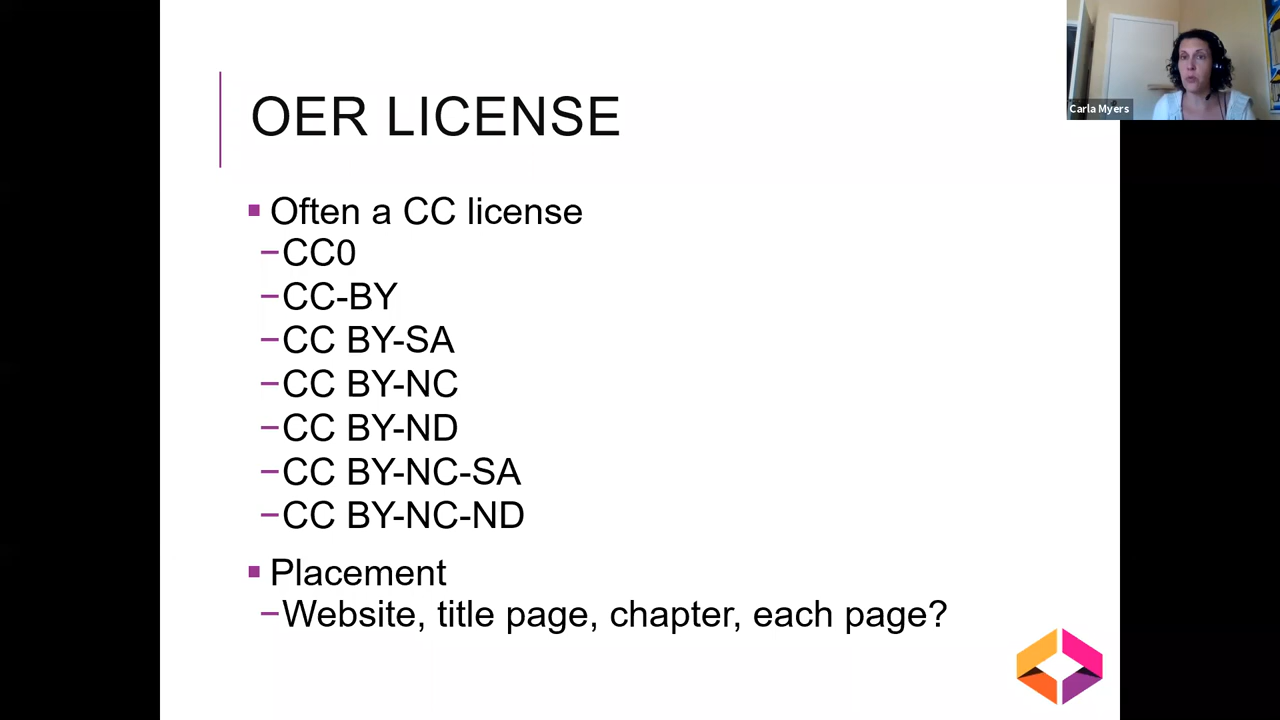 OER LICENSE
Carla Myers
▪ Often a CC license
–CC0
–CC-BY
–CC BY-SA
–CC BY-NC
–CC BY-ND
–CC BY-NC-SA
–CC BY-NC-ND
▪ Placement
–Website, title page, chapter, each page?